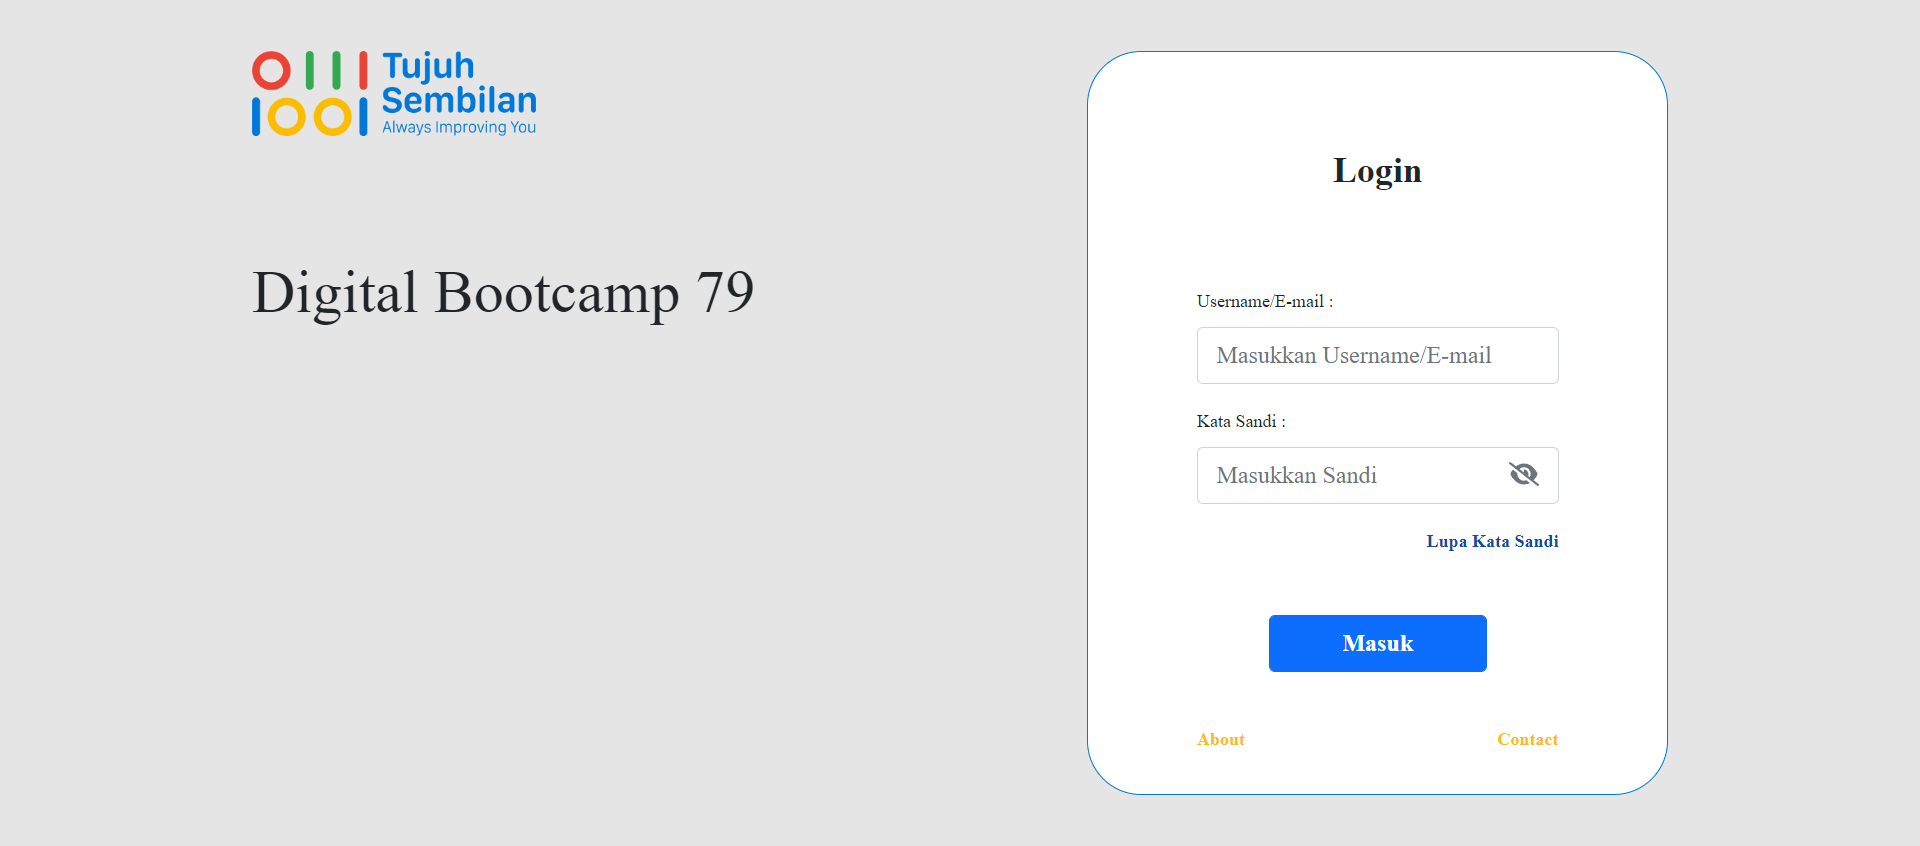 Tujuh
Sembilan
Always Improving You
Digital Bootcamp 79
Login
Username/E-mail :
Masukkan Username/E-mail
Kata Sandi :
Masukkan Sandi
Lupa Kata Sandi
Masuk
About
Contact